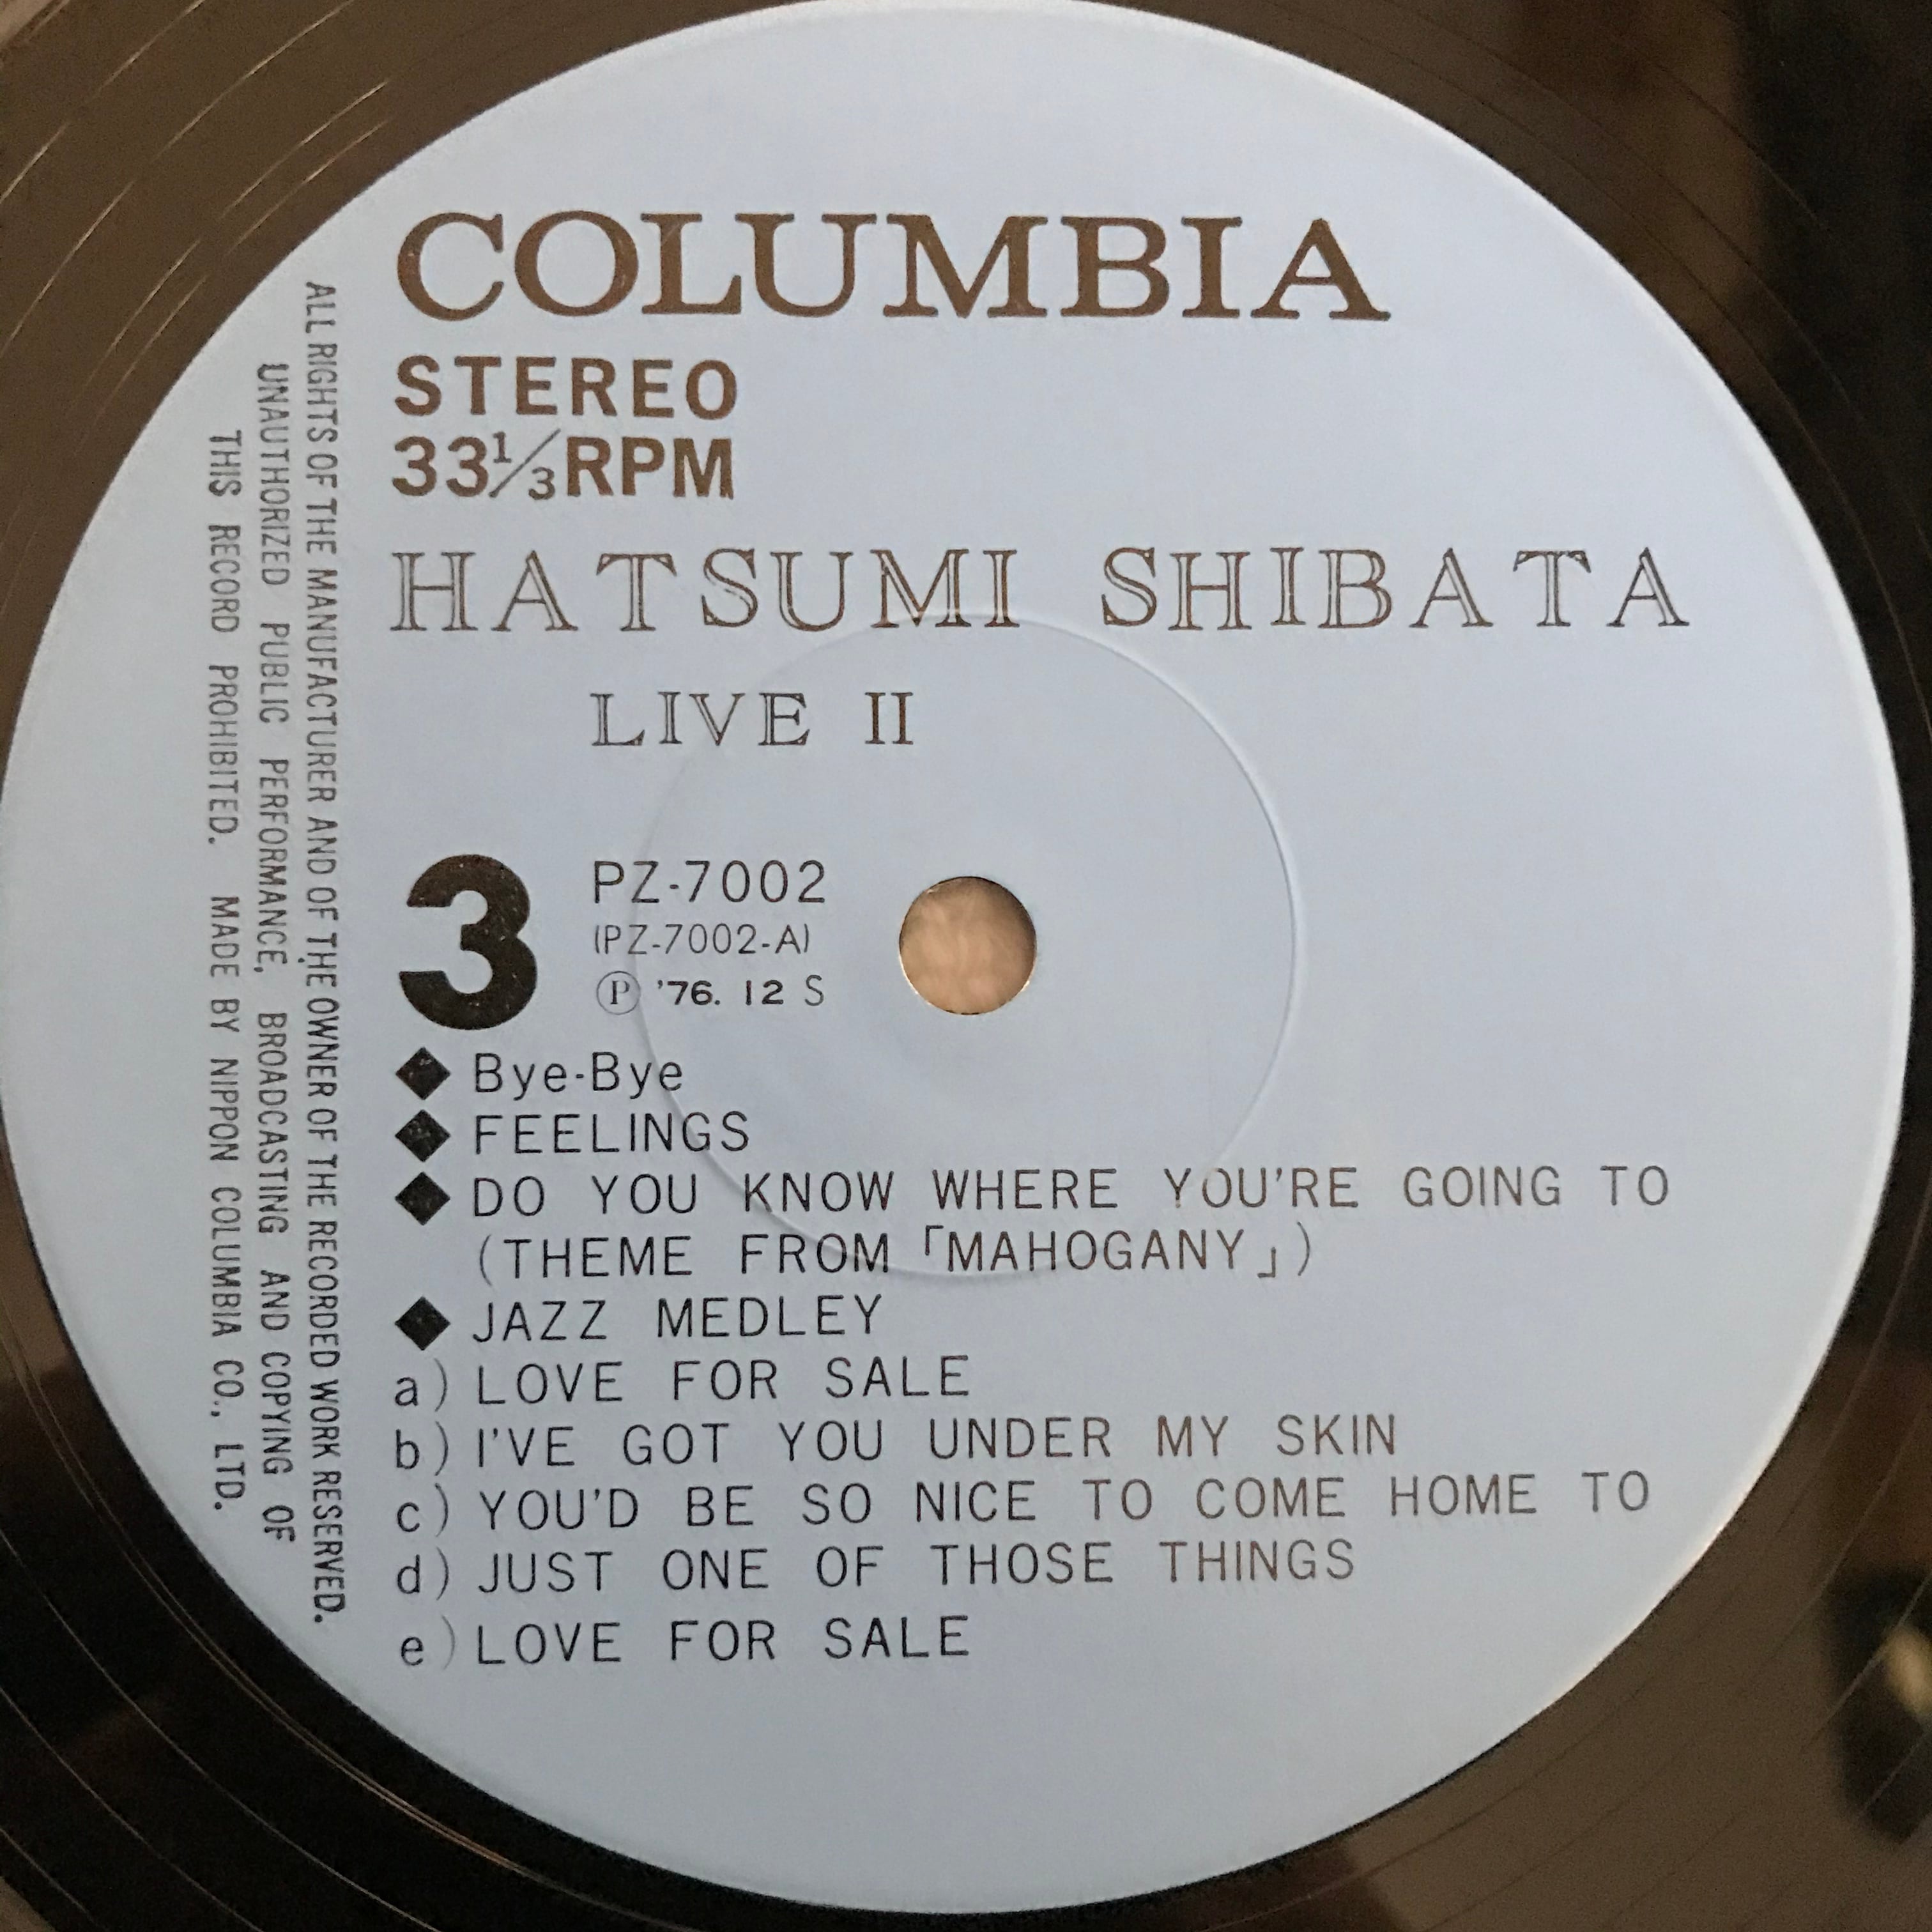 COLUMBIA
STEREO
33⅓RPM
HATSUMI SHIBATA
LIVE II
3
PZ-7002
(PZ-7002-A)
Ⓟ '76. 12 S
◆ Bye-Bye
◆ FEELINGS
◆ DO YOU KNOW WHERE YOU'RE GOING TO
(THEME FROM「MAHOGANY」)
◆ JAZZ MEDLEY
a) LOVE FOR SALE
b) I'VE GOT YOU UNDER MY SKIN
c) YOU'D BE SO NICE TO COME HOME TO
d) JUST ONE OF THOSE THINGS
e) LOVE FOR SALE
ALL RIGHTS OF THE MANUFACTURER AND OF THE OWNER OF THE RECORDED WORK RESERVED.
UNAUTHORIZED PUBLIC PERFORMANCE, BROADCASTING AND COPYING OF
THIS RECORD PROHIBITED. MADE BY NIPPON COLUMBIA CO., LTD.